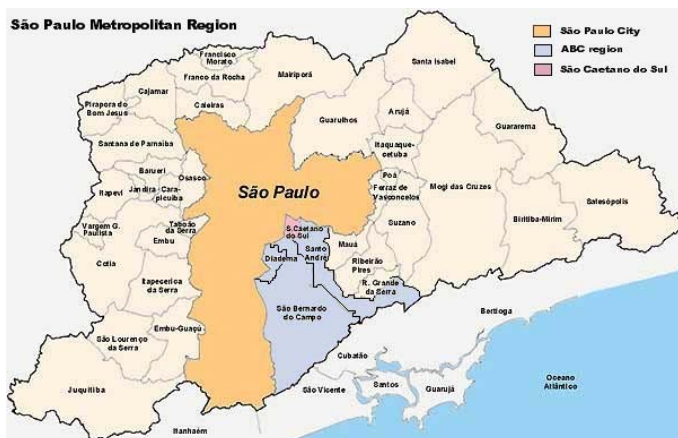 São Paulo Metropolitan Region
São Paulo City
ABC region
São Caetano do Sul
Francisco
Morato
Franco da Rocha
Mairiporã
Santa Isabel
Cajamar
Caieiras
Pirapora do
Bom Jesus
Guarulhos
Arujá
Guararema
Santana de Parnaíba
Itaquaque-
cetuba
Barueri
Osasco
Poá
Itapevi
Jandira
Cara-
picuíba
São Paulo
Ferraz de
Vasconcelos
Mogi das Cruzes
Salesópolis
Biritiba-Mirim
Vargem G.
Paulista
Taboão
da Serra
Suzano
Embu
S.Caetano
do Sul
Santo
André
Mauá
Cotia
Diadema
Ribeirão
Pires
Itapecerica
da Serra
R. Grande
da Serra
São Bernardo
do Campo
Bertioga
Embu-Guaçú
São Lourenço
da Serra
Cubatão
Juquitiba
São Vicente
Santos
Guarujá
Oceano
Atlântico
Itanhaém